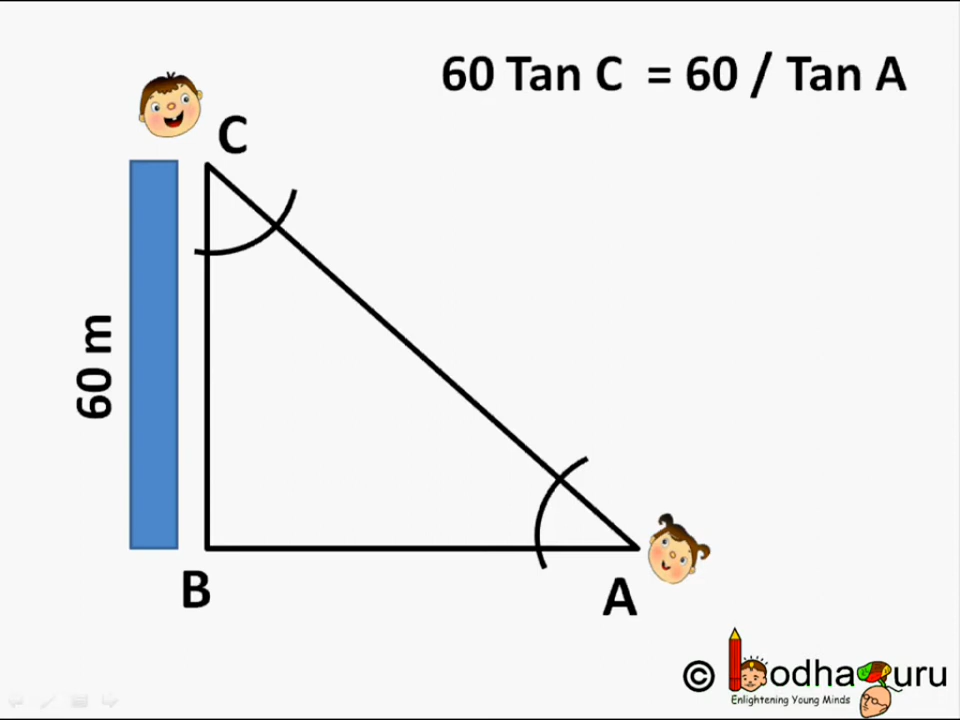 60 Tan C = 60 / Tan A
C
60 m
B
A
© bodhaguru
Enlightening Young Minds